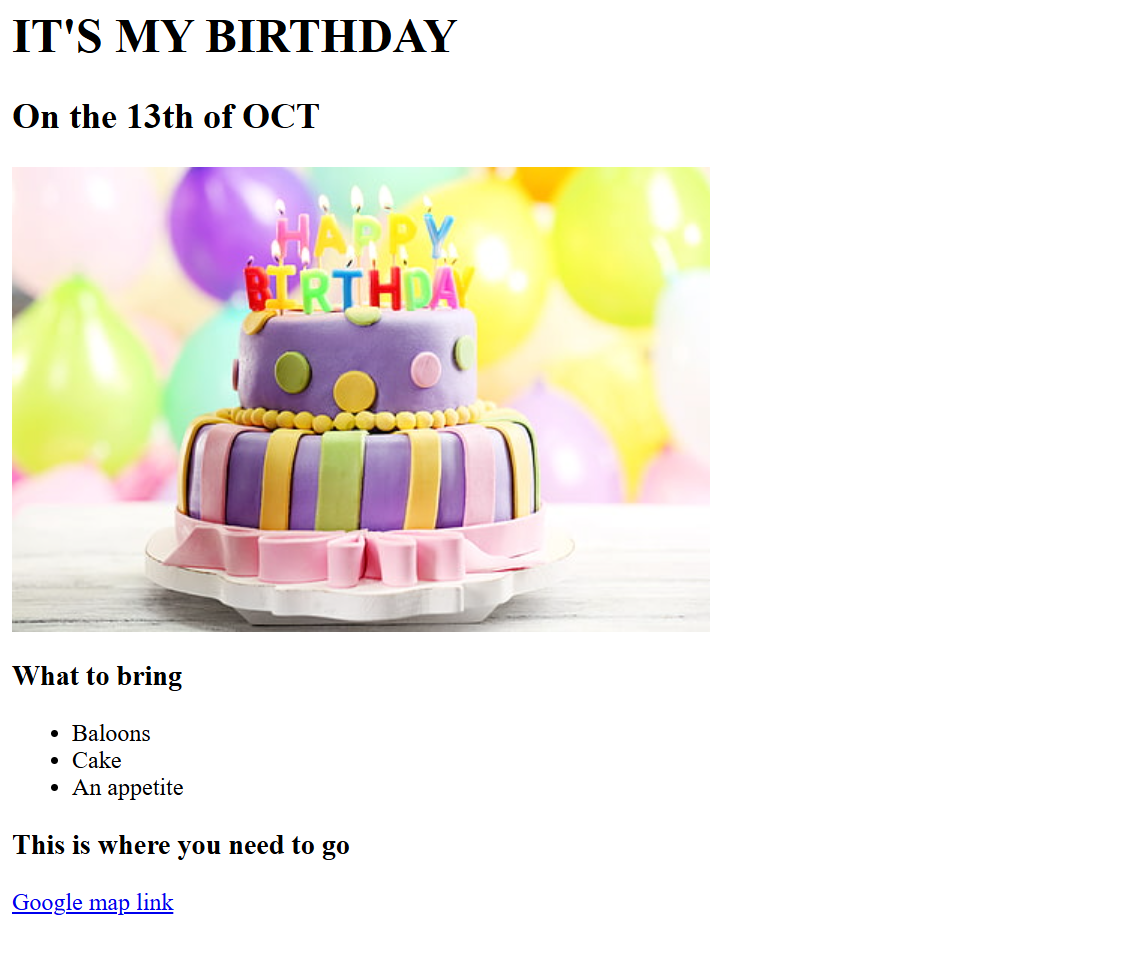 IT'S MY BIRTHDAY
On the 13th of OCT
HAPPY
BIRTHDAY
What to bring
Baloons
Cake
An appetite
This is where you need to go
Google map link